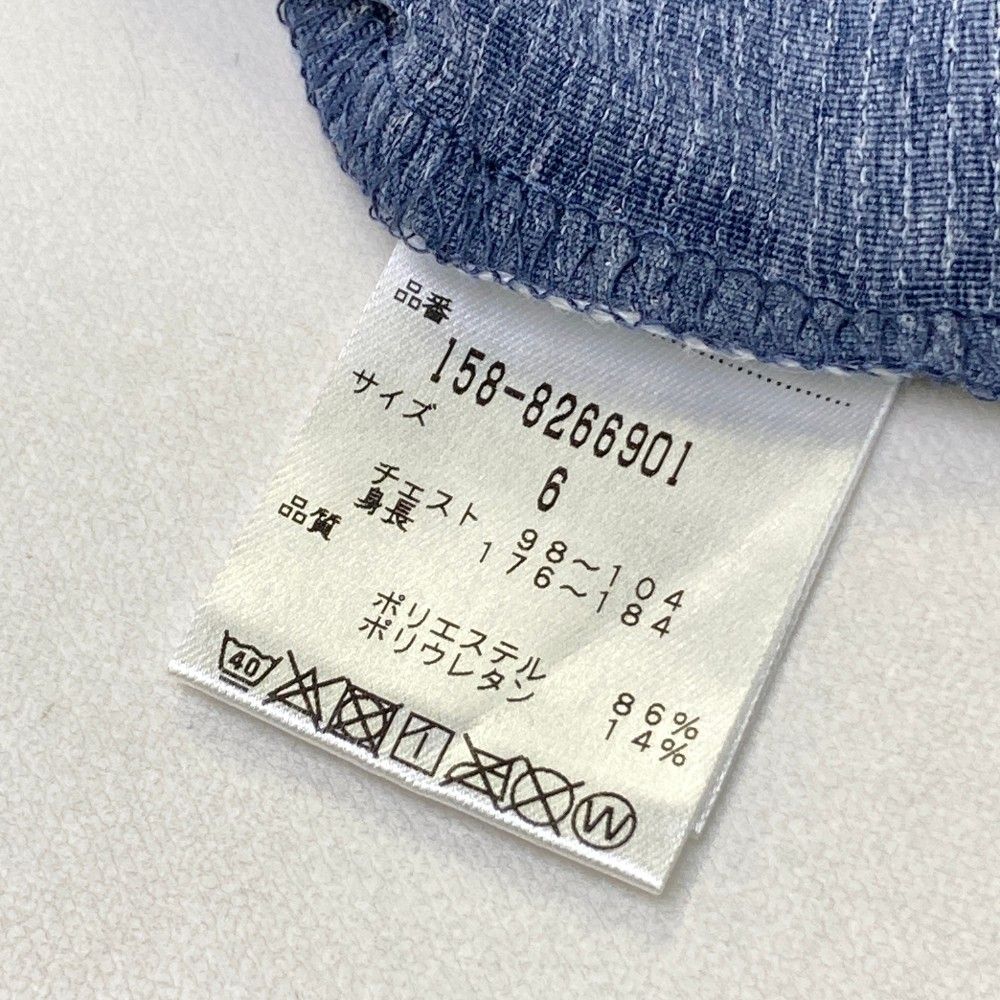 品番
158-8266901
サイズ
6
チェスト 98～104
身長 176～184
品質
ポリエステル 86%
ポリウレタン 14%
40
W